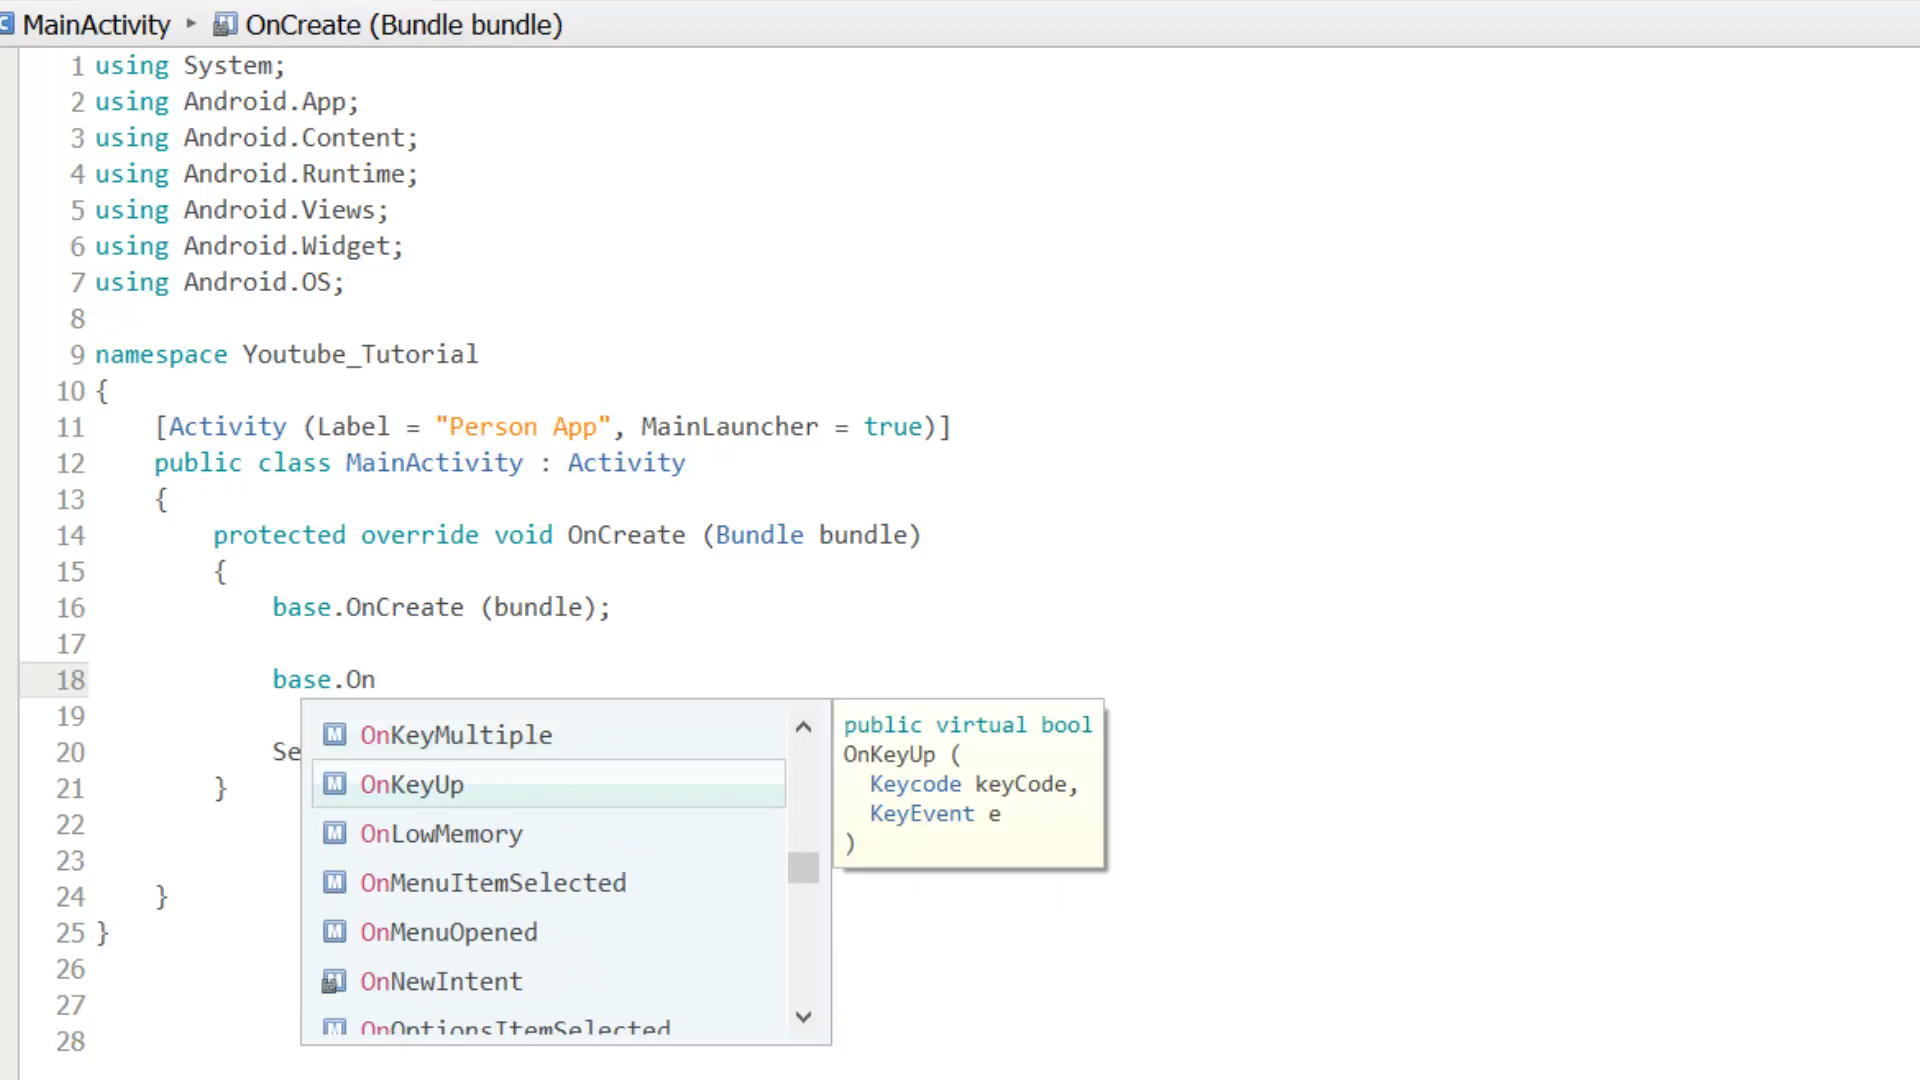 MainActivity ▸ OnCreate (Bundle bundle)
1 using System;
2 using Android.App;
3 using Android.Content;
4 using Android.Runtime;
5 using Android.Views;
6 using Android.Widget;
7 using Android.OS;
8
9 namespace Youtube_Tutorial
10 {
11 [Activity (Label = "Person App", MainLauncher = true)]
12 public class MainActivity : Activity
13 {
14 protected override void OnCreate (Bundle bundle)
15 {
16 base.OnCreate (bundle);
17
18 base.On
19
20 Se
21 }
22
23
24 }
25 }
26
27
28
OnKeyMultiple
OnKeyUp
OnLowMemory
OnMenuItemSelected
OnMenuOpened
OnNewIntent
OnOptionsItemSelected
public virtual bool
OnKeyUp (
Keycode keyCode,
KeyEvent e
)